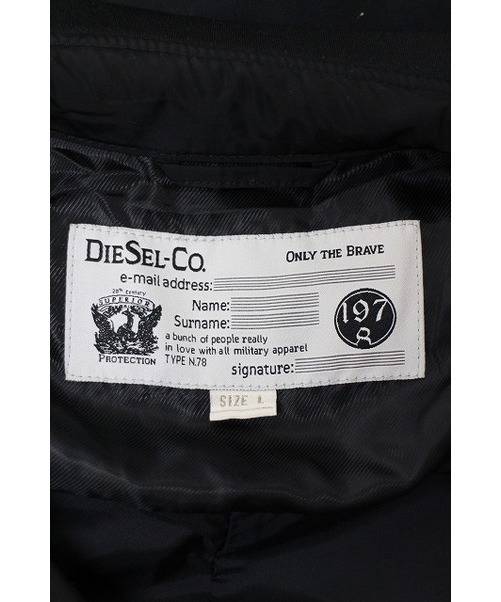 DIESEL-CO.
ONLY THE BRAVE
e-mail address:
20th Century
SUPERIOR
PROTECTION
Name:
Surname:
197
8
a bunch of people really
in love with all military apparel
TYPE N.78
signature:
SIZE L